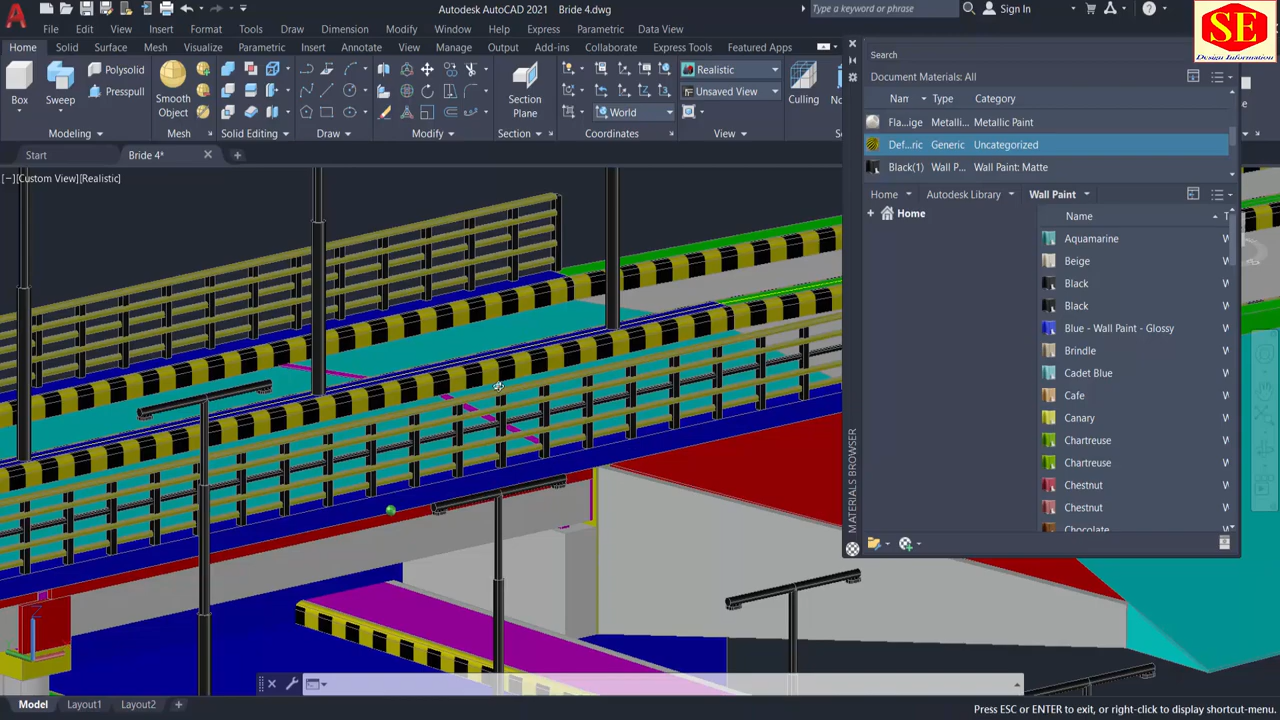 Autodesk AutoCAD 2021 Bride 4.dwg
Type a keyword or phrase
Sign In
SE
Design Information
File Edit View Insert Format Tools Draw Dimension Modify Window Help Express Parametric Data View
Home Solid Surface Mesh Visualize Parametric Insert Annotate View Manage Output Add-ins Collaborate Express Tools Featured Apps
Box
Sweep
Polysolid
Presspull
Smooth
Object
Section
Plane
World
Realistic
Unsaved View
Culling
Modeling
Mesh
Solid Editing
Draw
Modify
Section
Coordinates
View
Start
Bride 4*
[−][Custom View][Realistic]
Search
Document Materials: All
Type Category
Fla...ige Metalli... Metallic Paint
Def...ric Generic Uncategorized
Black(1) Wall P... Wall Paint: Matte
Home Autodesk Library Wall Paint
Home
Name
Aquamarine
Beige
Black
Black
Blue - Wall Paint - Glossy
Brindle
Cadet Blue
Cafe
Canary
Chartreuse
Chartreuse
Chestnut
Chestnut
Chocolate
MATERIALS BROWSER
Z
Model Layout1 Layout2
Press ESC or ENTER to exit, or right-click to display shortcut-menu.